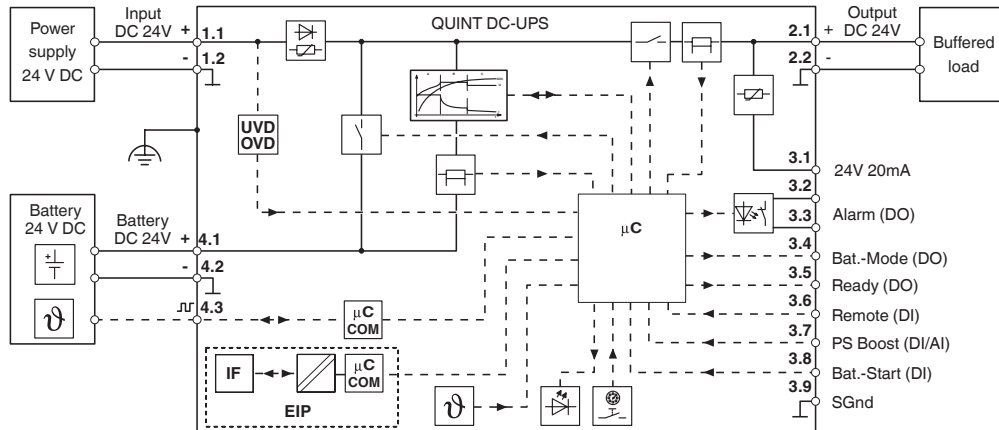 QUINT DC-UPS
Power
supply
24 V DC
Input
DC 24V
+
-
1.1
1.2
2.1
2.2
Output
+ DC 24V
-
Buffered
load
UVD
OVD
Battery
24 V DC
+
Battery
DC 24V
+
-
4.1
4.2
4.3
ϑ
µC
COM
IF
µC
COM
EIP
µC
ϑ
3.1
24V 20mA
3.2
3.3
Alarm (DO)
3.4
Bat.-Mode (DO)
3.5
Ready (DO)
3.6
Remote (DI)
3.7
PS Boost (DI/AI)
3.8
Bat.-Start (DI)
3.9
SGnd